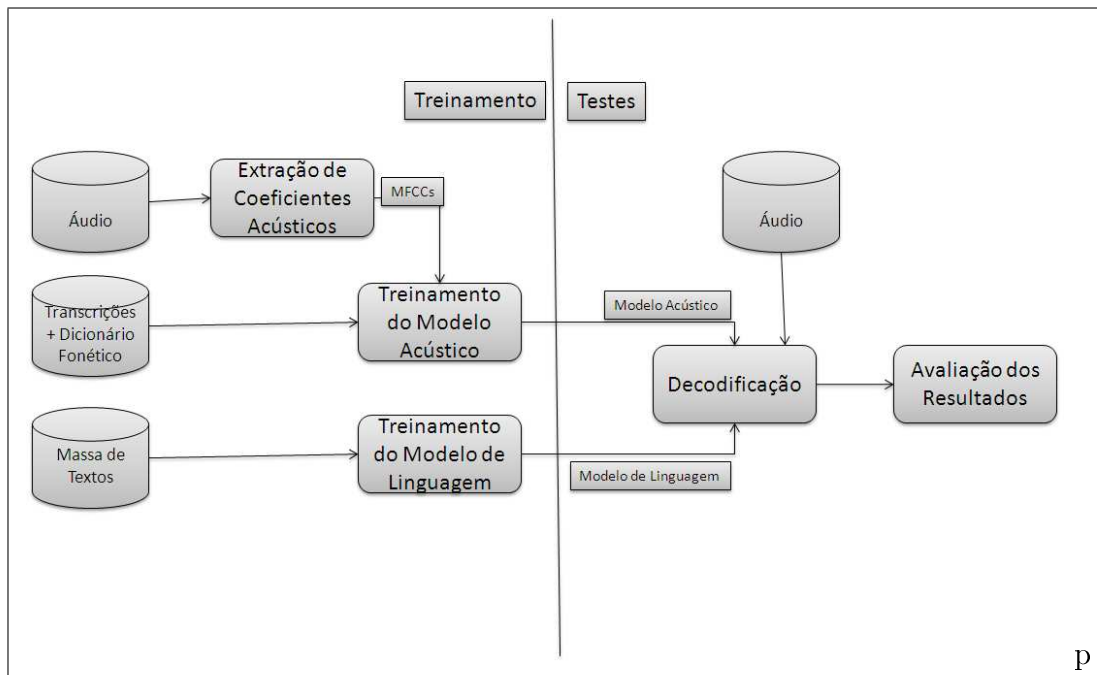 Treinamento
Testes
Áudio
Extração de
Coeficientes
Acústicos
MFCCs
Áudio
Transcrições
+ Dicionário
Fonético
Treinamento
do Modelo
Acústico
Modelo Acústico
Decodificação
Avaliação dos
Resultados
Massa de
Textos
Treinamento
do Modelo de
Linguagem
Modelo de Linguagem
p